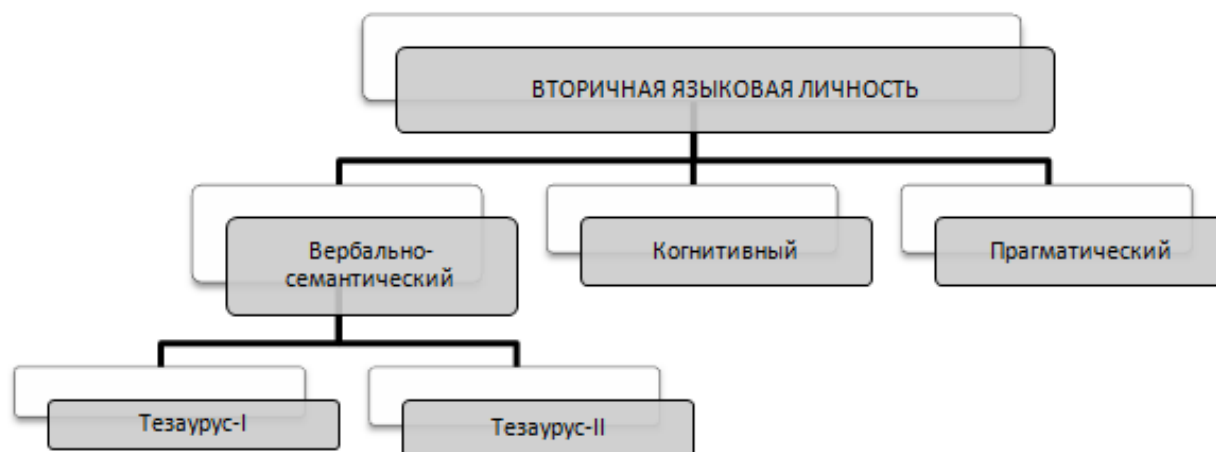 ВТОРИЧНАЯ ЯЗЫКОВАЯ ЛИЧНОСТЬ
Вербально-
семантический
Когнитивный
Прагматический
Тезаурус-I
Тезаурус-II